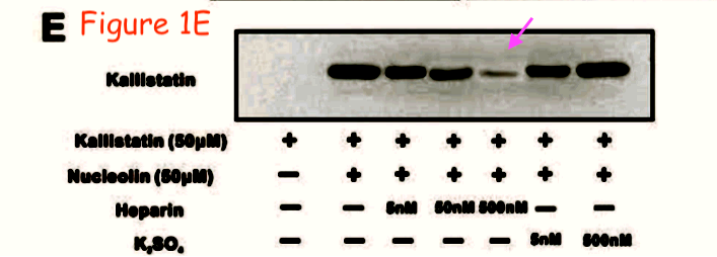 E Figure 1E
Kallistatin
Kallistatin (50μM) + + + + + + +
Nucleolin (50μM) − + + + + + +
Heparin − − 5nM 50nM 500nM − −
K₂SO₄ − − − − − 5nM 500nM